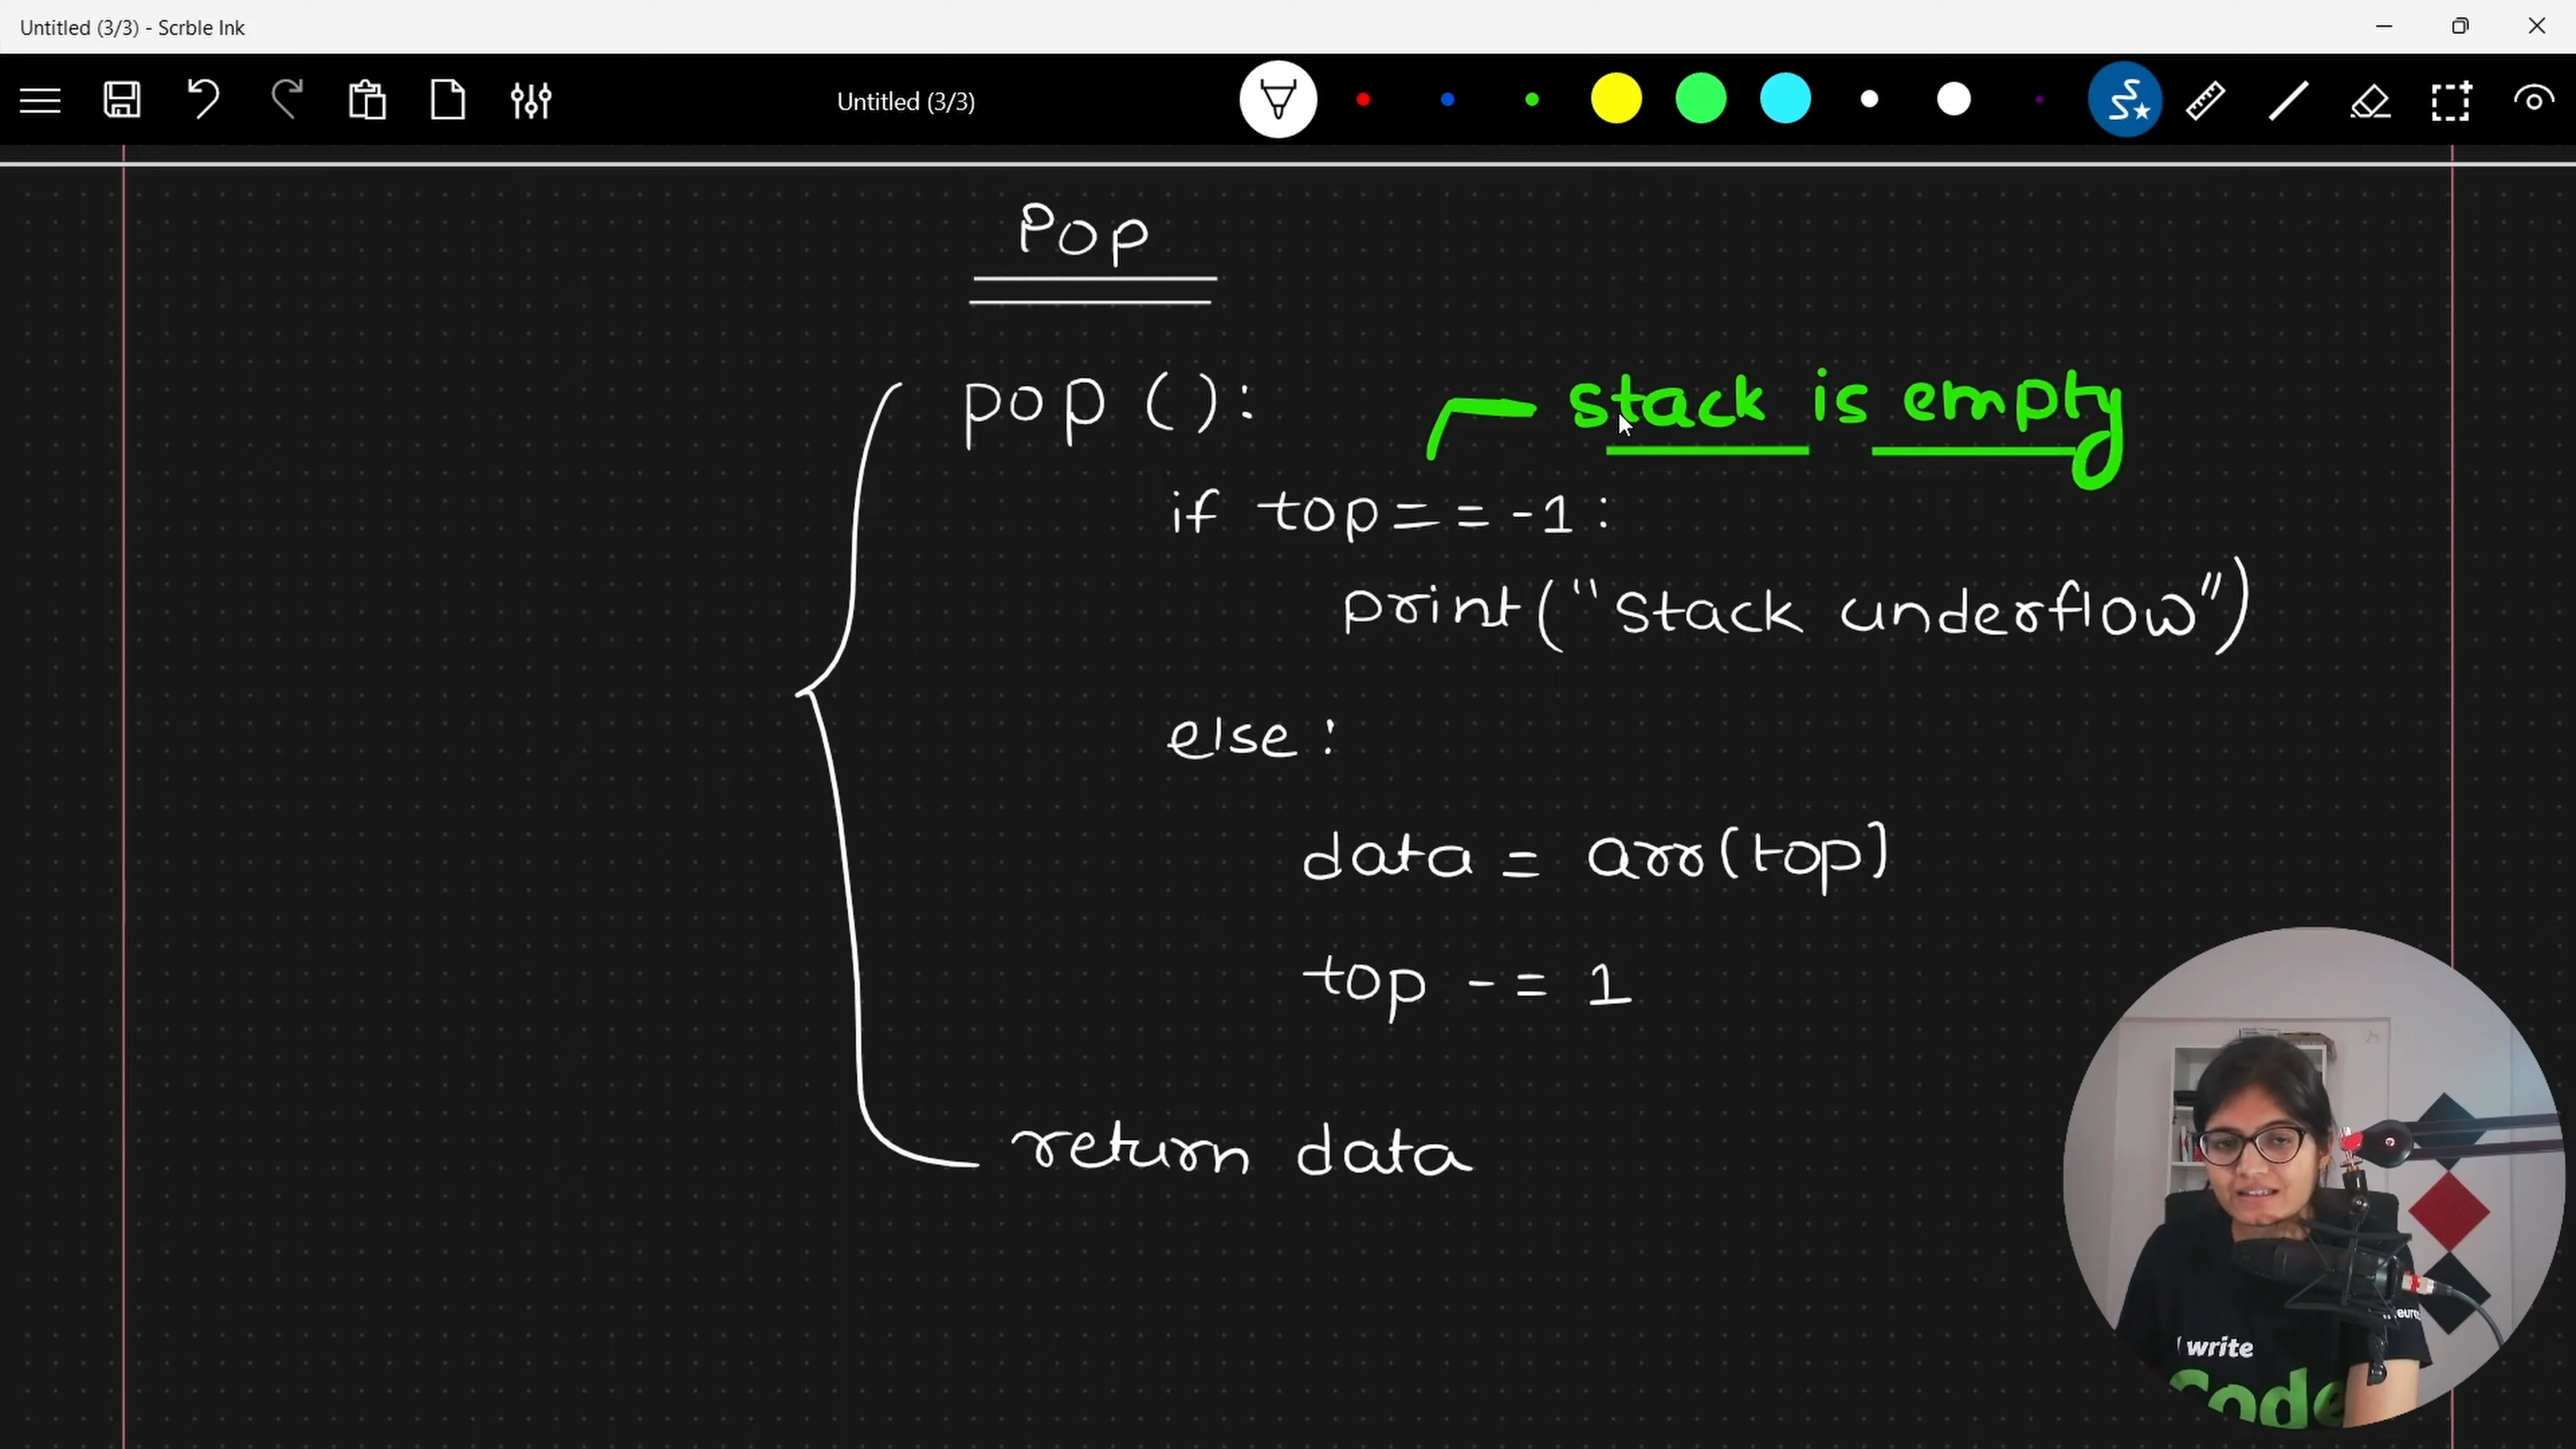 Untitled (3/3) - Scrble Ink
Untitled (3/3)
Pop
pop ():
stack is empty
if top = = -1 :
print("Stack underflow")
else :
data = arr(top]
top -= 1
return data
I write
Code